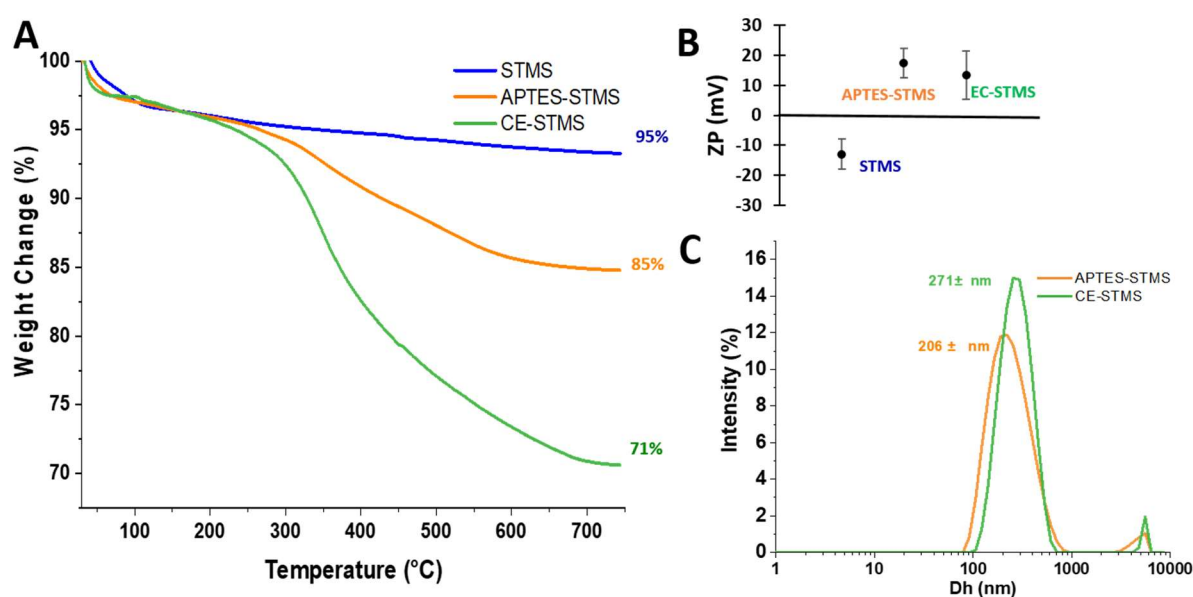 A
100
95
90
85
80
75
70
Weight Change (%)
100
200
300
400
500
600
700
Temperature (°C)
STMS
APTES-STMS
CE-STMS
95%
85%
71%
B
30
20
10
0
-10
-20
-30
ZP (mV)
APTES-STMS
EC-STMS
STMS
C
16
14
12
10
8
6
4
2
0
Intensity (%)
1
10
100
1000
10000
Dh (nm)
271± nm
206 ± nm
APTES-STMS
CE-STMS